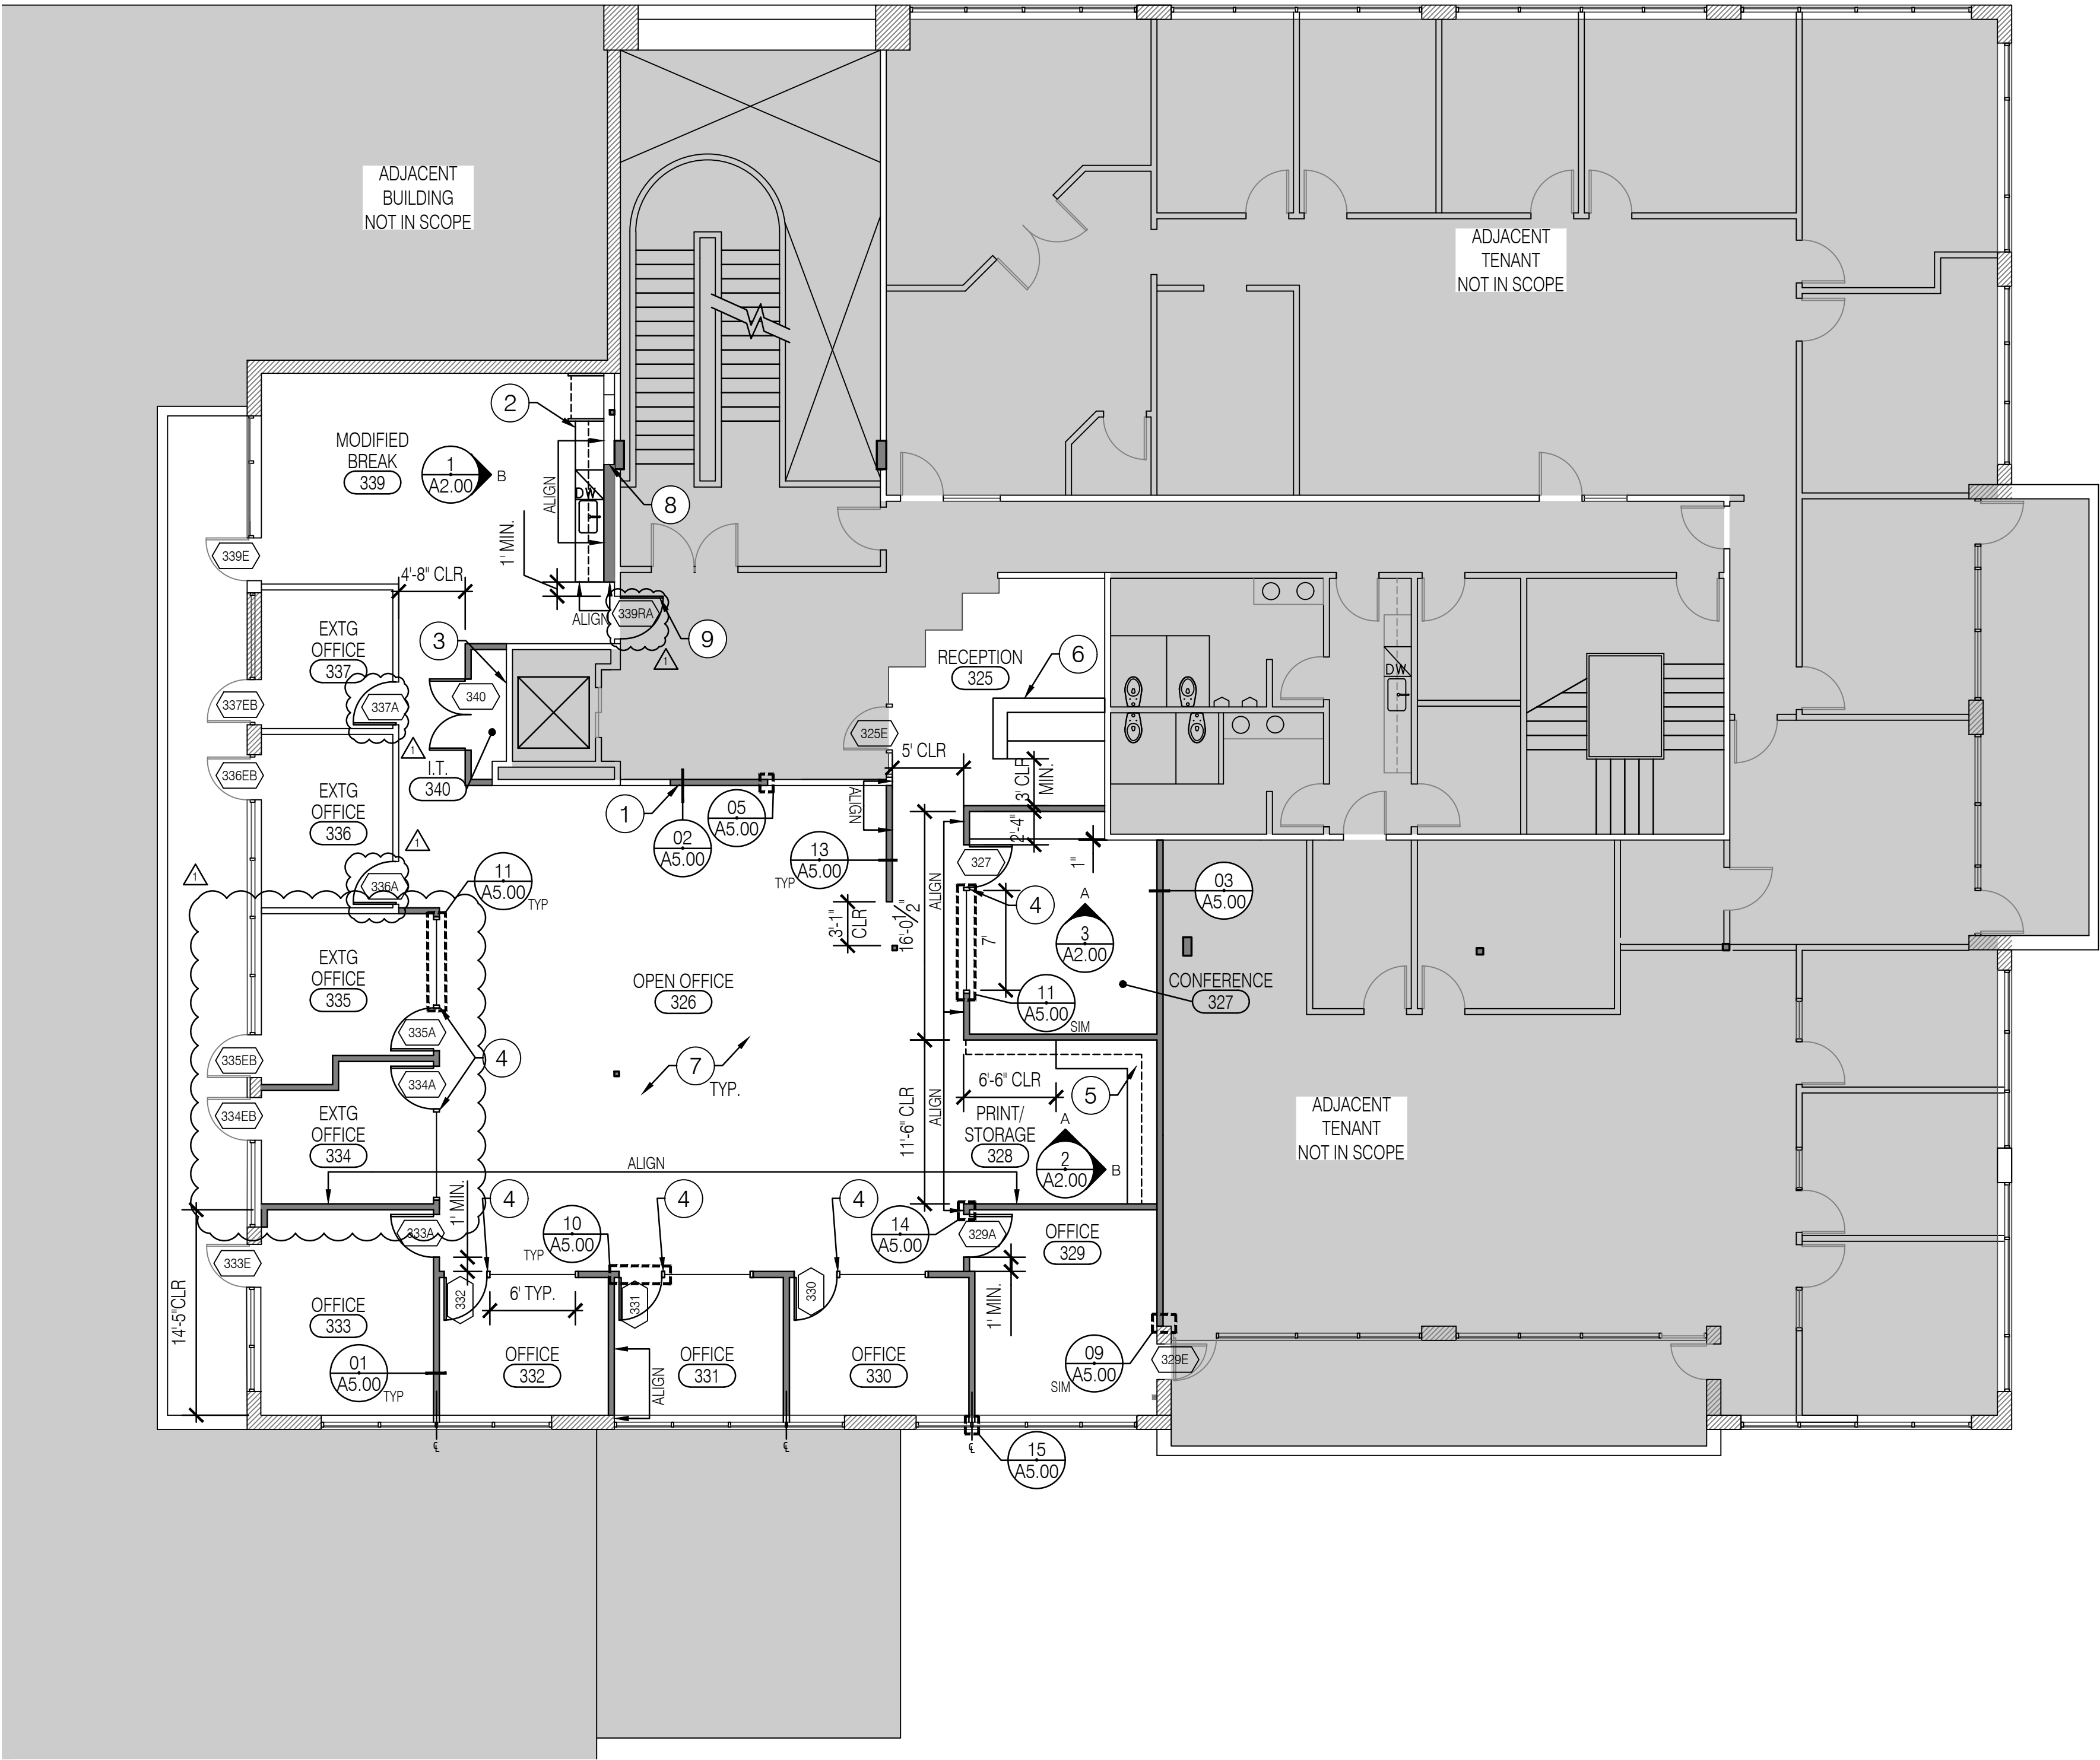 ADJACENT
BUILDING
NOT IN SCOPE
ADJACENT
TENANT
NOT IN SCOPE
2
MODIFIED
BREAK
339
1
A2.00
B
ALIGN
DW
8
1' MIN.
339E
4'-8" CLR
ALIGN
339RA
9
1
EXTG
OFFICE
337
3
340
337A
337EB
1
I.T.
340
RECEPTION
325
6
325E
5' CLR
3' CLR
MIN.
DW
336EB
EXTG
OFFICE
336
1
336A
1
1
02
A5.00
05
A5.00
ALIGN
13
A5.00
TYP
2'-4"
327
1"
11
A5.00
TYP
3'-1"
CLR
16'-0 1/2"
ALIGN
4
7'
A
3
A2.00
03
A5.00
EXTG
OFFICE
335
OPEN OFFICE
326
11
A5.00
SIM
CONFERENCE
327
335A
335EB
4
334A
334EB
7
TYP.
6'-6" CLR
5
11'-6" CLR
ALIGN
EXTG
OFFICE
334
PRINT/
STORAGE
328
A
2
A2.00
B
ADJACENT
TENANT
NOT IN SCOPE
ALIGN
1' MIN.
4
4
4
333A
333E
10
A5.00
TYP
14
A5.00
329A
OFFICE
329
14'-5"CLR
332
331
330
6' TYP.
1' MIN.
OFFICE
333
01
A5.00
TYP
OFFICE
332
ALIGN
OFFICE
331
OFFICE
330
09
A5.00
SIM
329E
℄
℄
℄
15
A5.00